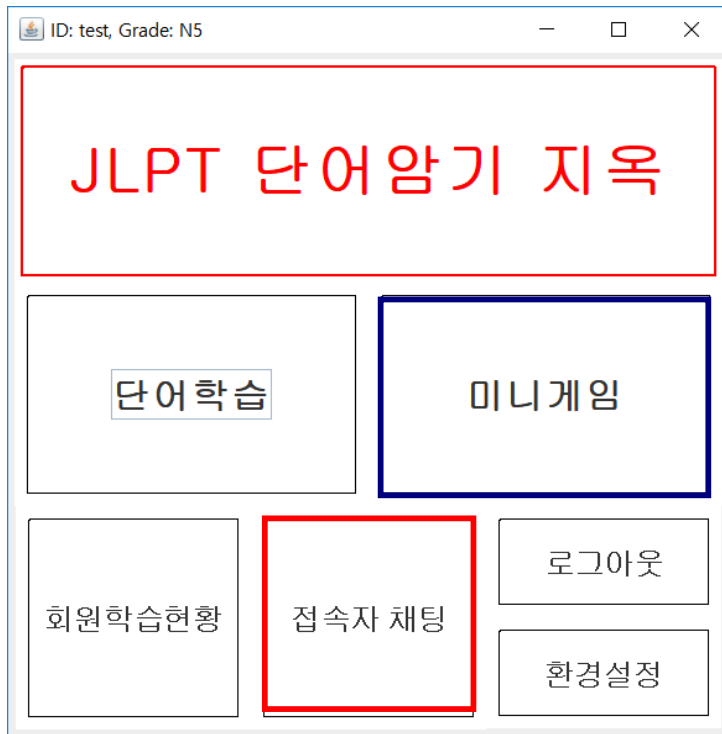 ID: test, Grade: N5
JLPT 단어암기 지옥
단어학습
미니게임
회원학습현황
접속자 채팅
로그아웃
환경설정